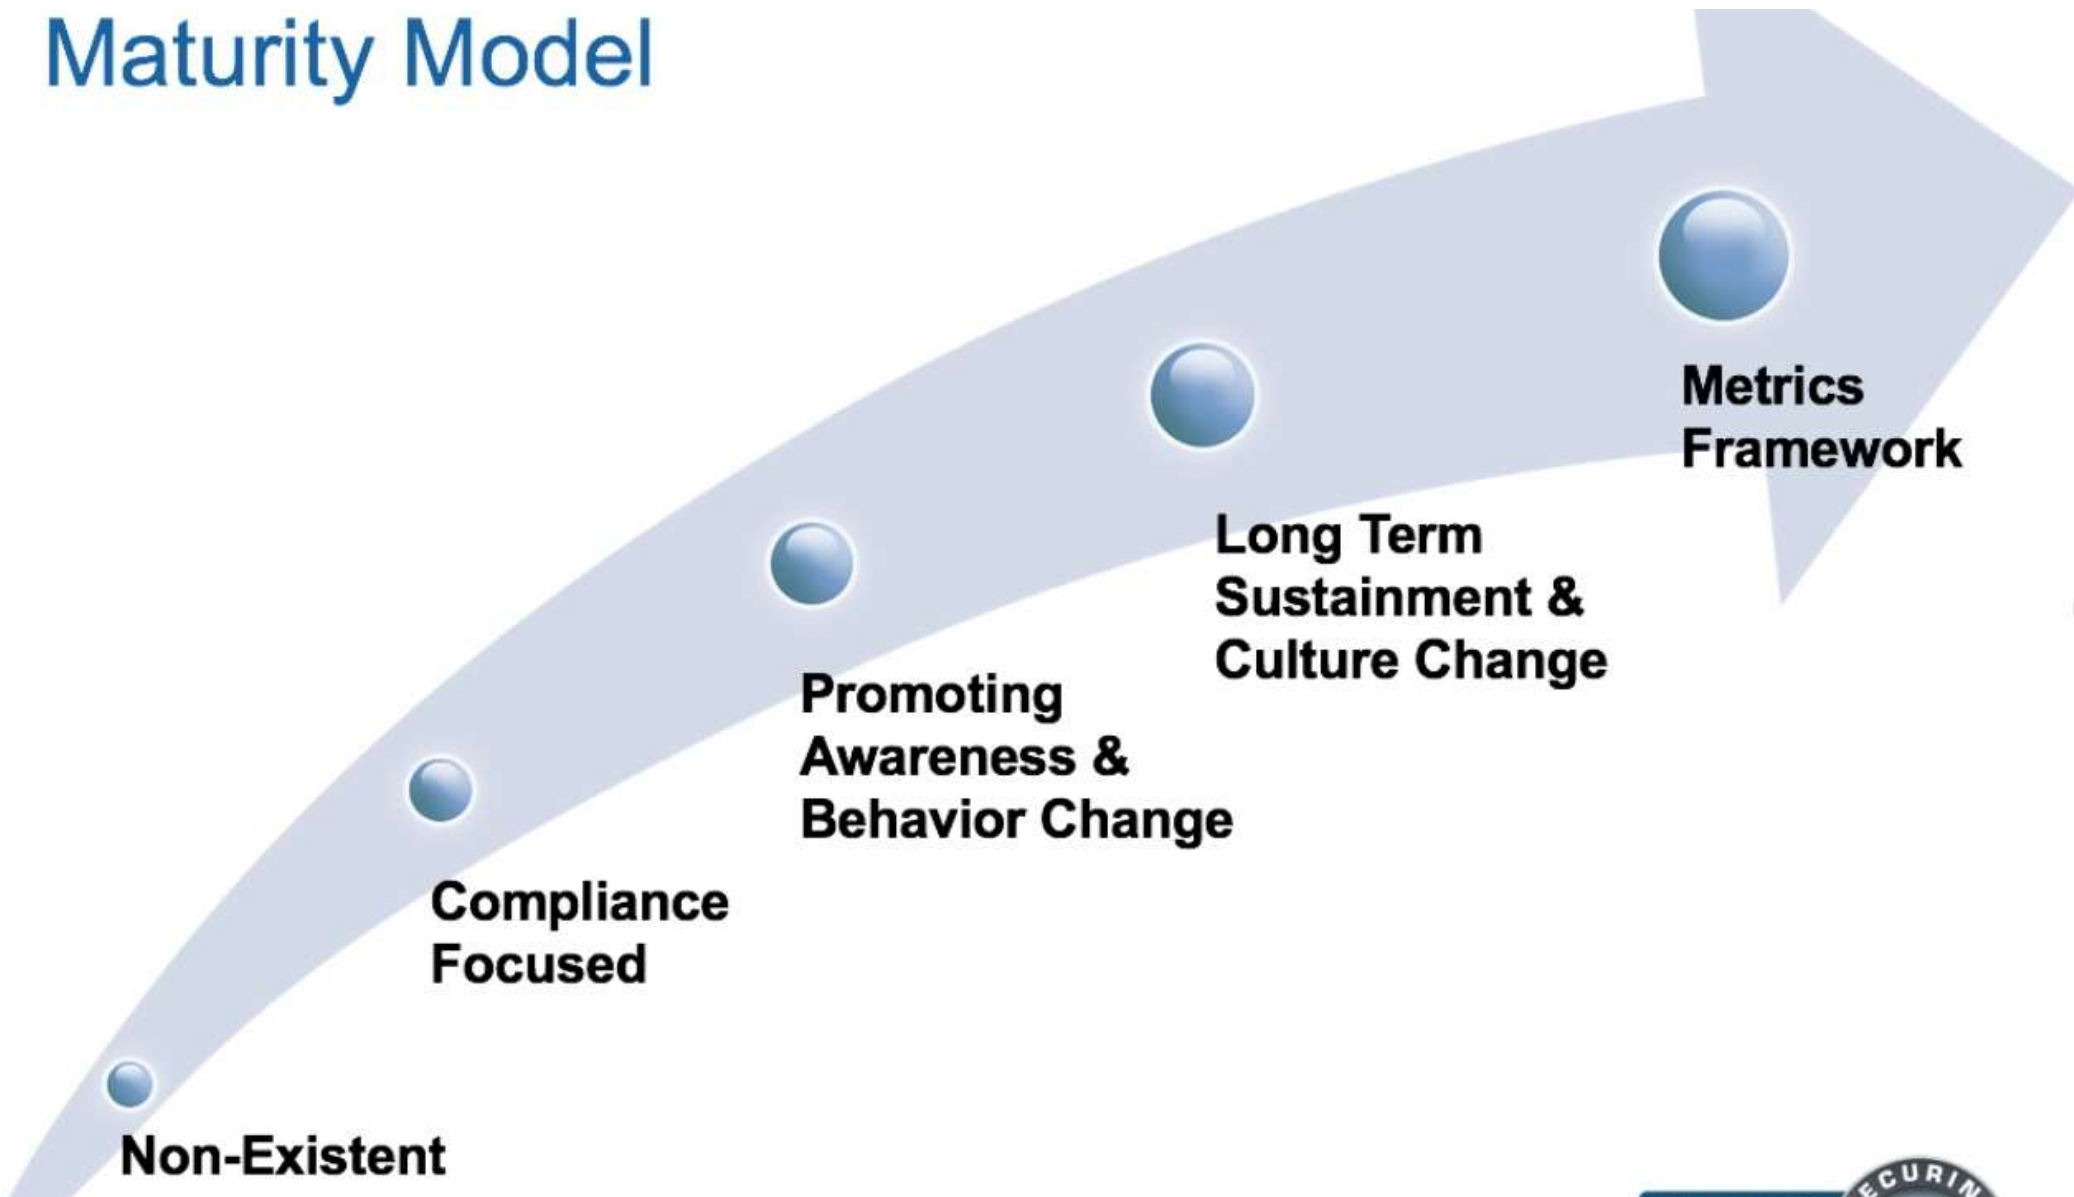 Maturity Model
Metrics
Framework
Long Term
Sustainment &
Culture Change
Promoting
Awareness &
Behavior Change
Compliance
Focused
Non-Existent